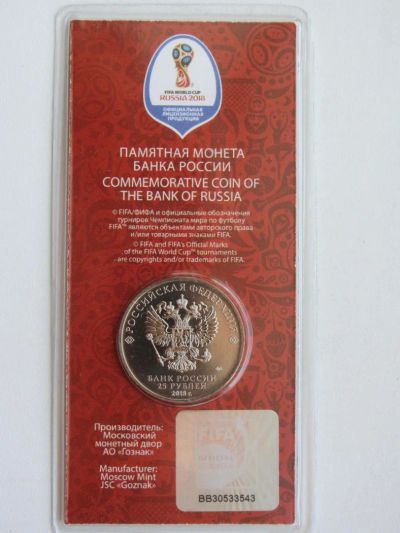 FIFA WORLD CUP
RUSSIA 2018
ОФИЦИАЛЬНАЯ
ЛИЦЕНЗИОННАЯ
ПРОДУКЦИЯ
ПАМЯТНАЯ МОНЕТА
БАНКА РОССИИ
COMMEMORATIVE COIN OF
THE BANK OF RUSSIA
© FIFA/ФИФА и официальные обозначения
турниров Чемпионата мира по футболу
FIFA™ являются объектами авторского права
и/или товарными знаками FIFA.
© FIFA and FIFA's Official Marks
of the FIFA World Cup™ tournaments
are copyrights and/or trademarks of FIFA.
РОССИЙСКАЯ ФЕДЕРАЦИЯ
БАНК РОССИИ
25 РУБЛЕЙ
2018 г.
Производитель:
Московский
монетный двор
АО «Гознак»
Manufacturer:
Moscow Mint
JSC «Goznak»
FIFA
BB30533543